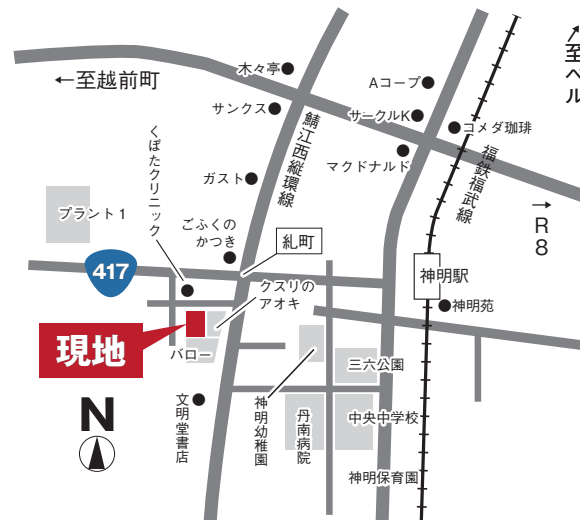 木々亭
Aコープ
↗至ベル
←至越前町
サンクス
サークルK
コメダ珈琲
鯖江西縦環線
マクドナルド
福鉄福武線
くぼたクリニック
ガスト
→
R8
プラント1
ごふくの
かつき
糺町
417
クスリの
アオキ
神明駅
神明苑
現地
バロー
三六公園
N
文明堂書店
神明幼稚園
丹南病院
中央中学校
神明保育園